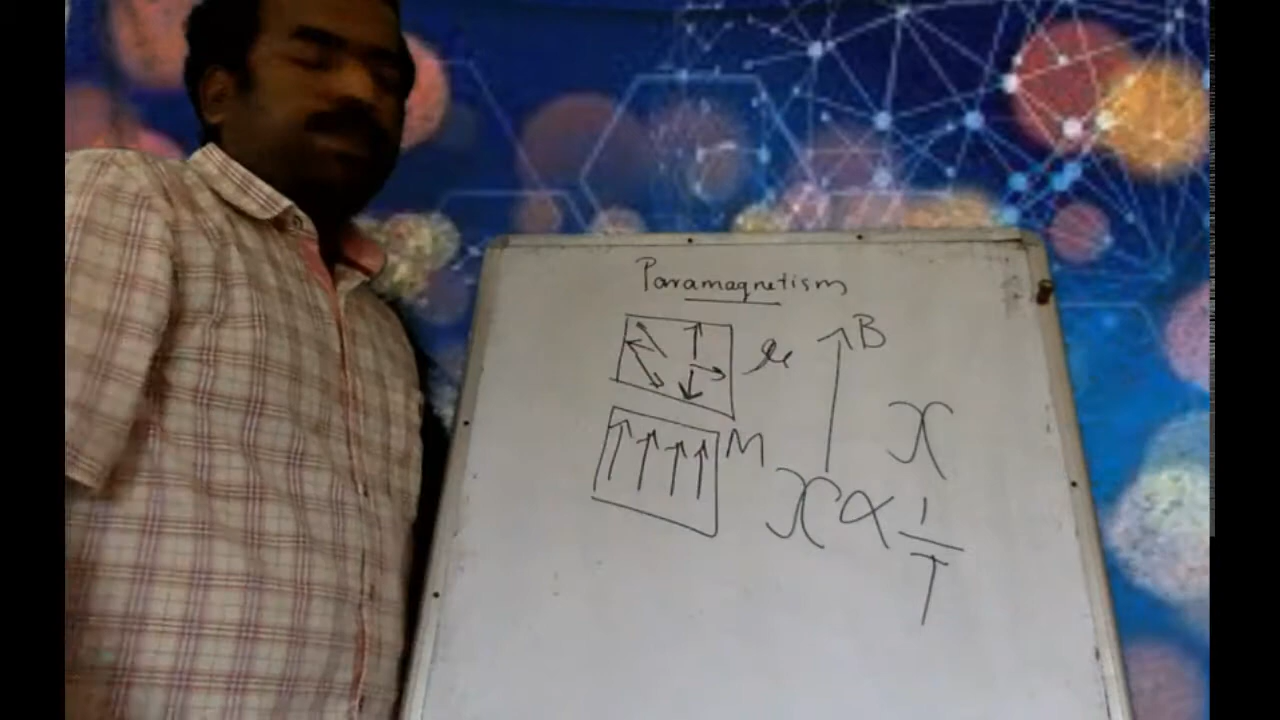 Paramagnetism
μ
B
M
χ
χ ∝ 1/T